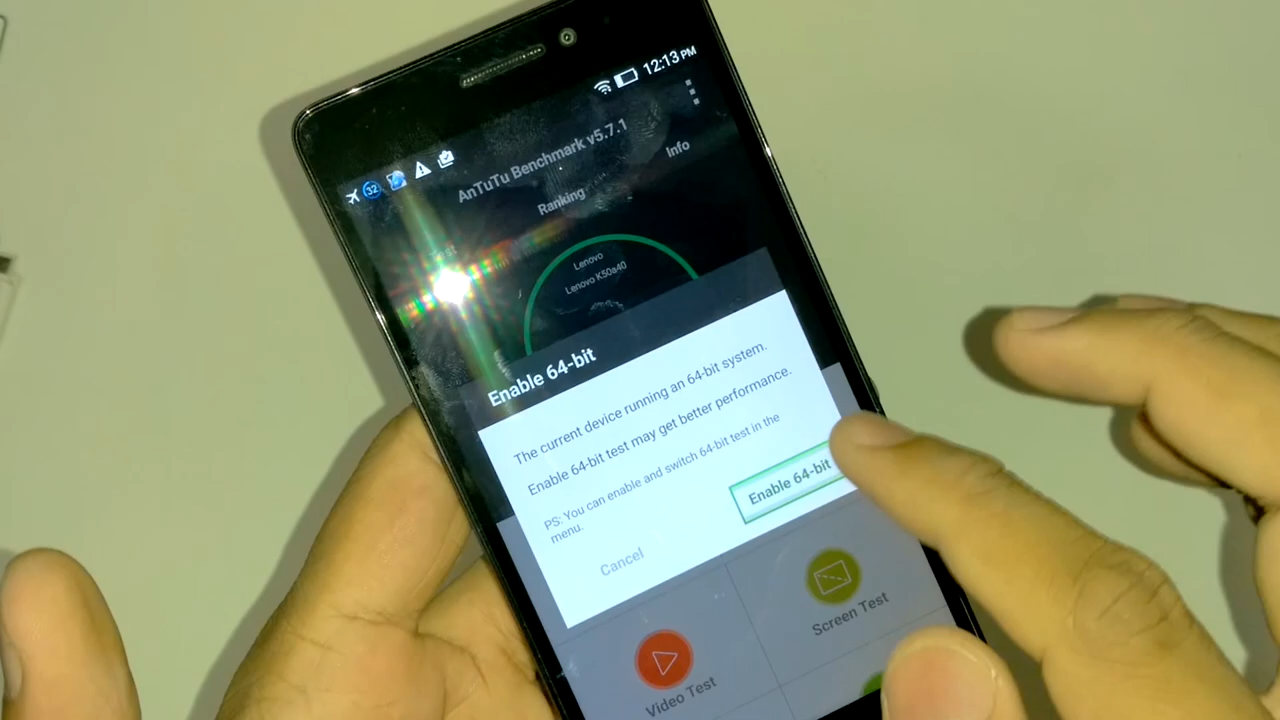 12:13 PM
32
AnTuTu Benchmark v5.7.1
Ranking
Info
Lenovo
Lenovo K50a40
Enable 64-bit
The current device running an 64-bit system.
Enable 64-bit test may get better performance.
PS: You can enable and switch 64-bit test in the
menu.
Cancel
Enable 64-bit
Video Test
Screen Test